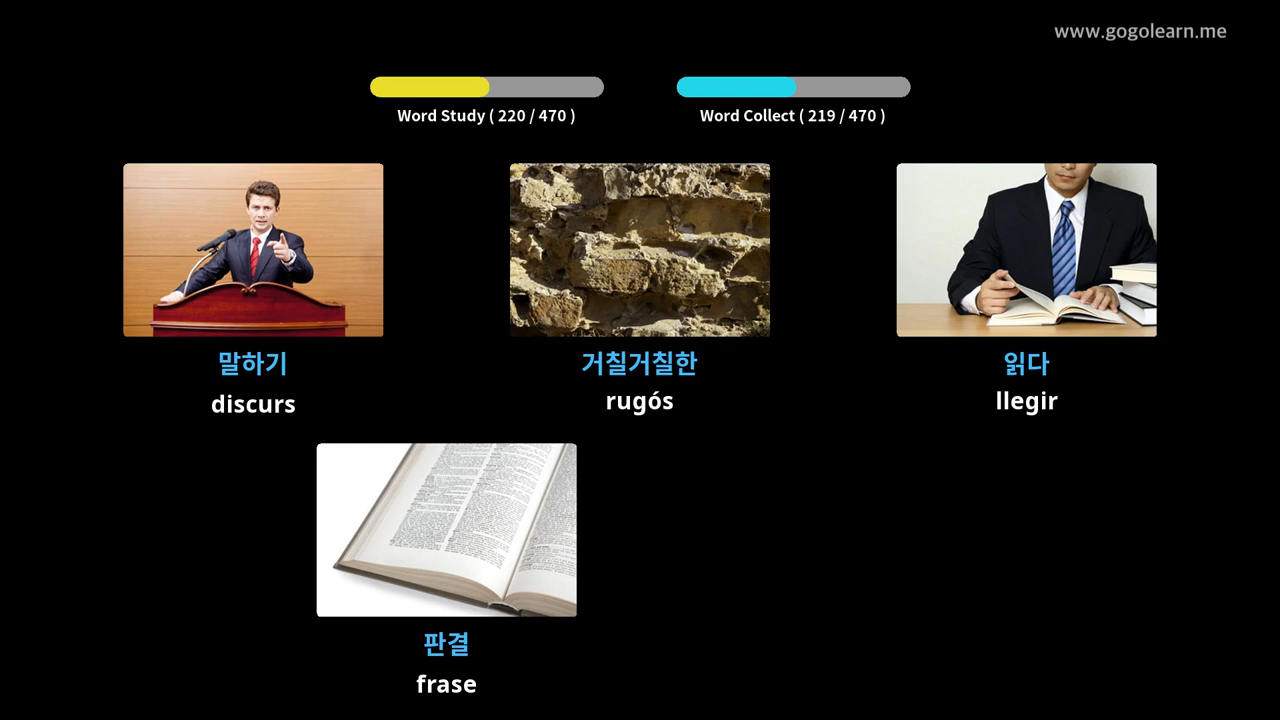 www.gogolearn.me
Word Study ( 220 / 470 )
Word Collect ( 219 / 470 )
말하기
discurs
거칠거칠한
rugós
읽다
llegir
판결
frase